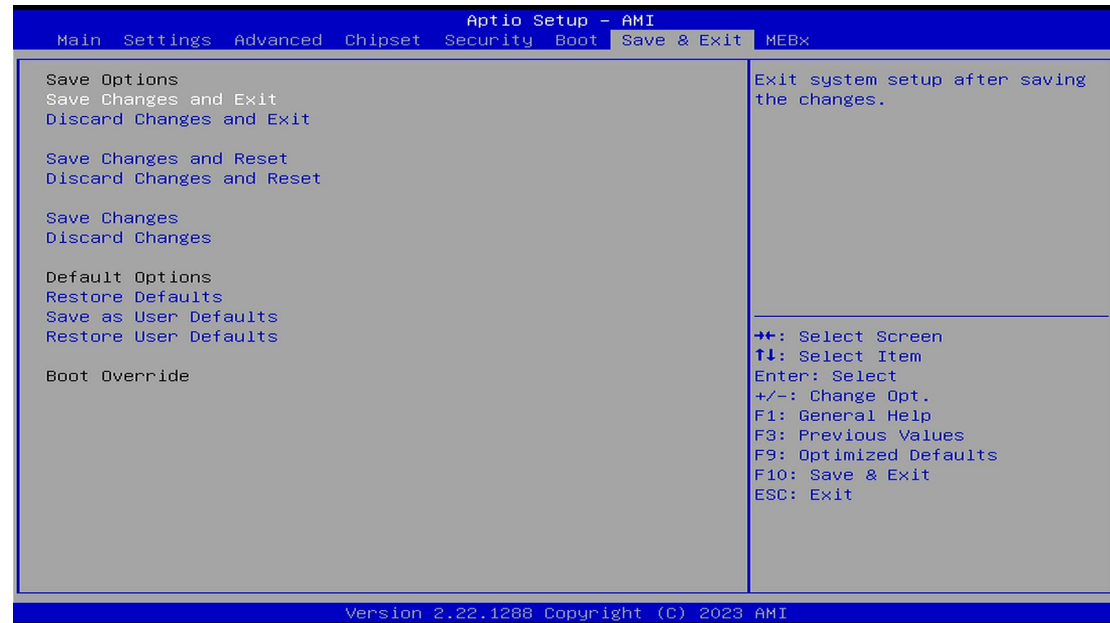 Aptio Setup – AMI
Main Settings Advanced Chipset Security Boot Save & Exit MEBx
Save Options
Save Changes and Exit
Discard Changes and Exit
Save Changes and Reset
Discard Changes and Reset
Save Changes
Discard Changes
Default Options
Restore Defaults
Save as User Defaults
Restore User Defaults
Boot Override
Exit system setup after saving
the changes.
→←: Select Screen
↑↓: Select Item
Enter: Select
+/-: Change Opt.
F1: General Help
F3: Previous Values
F9: Optimized Defaults
F10: Save & Exit
ESC: Exit
Version 2.22.1288 Copyright (C) 2023 AMI